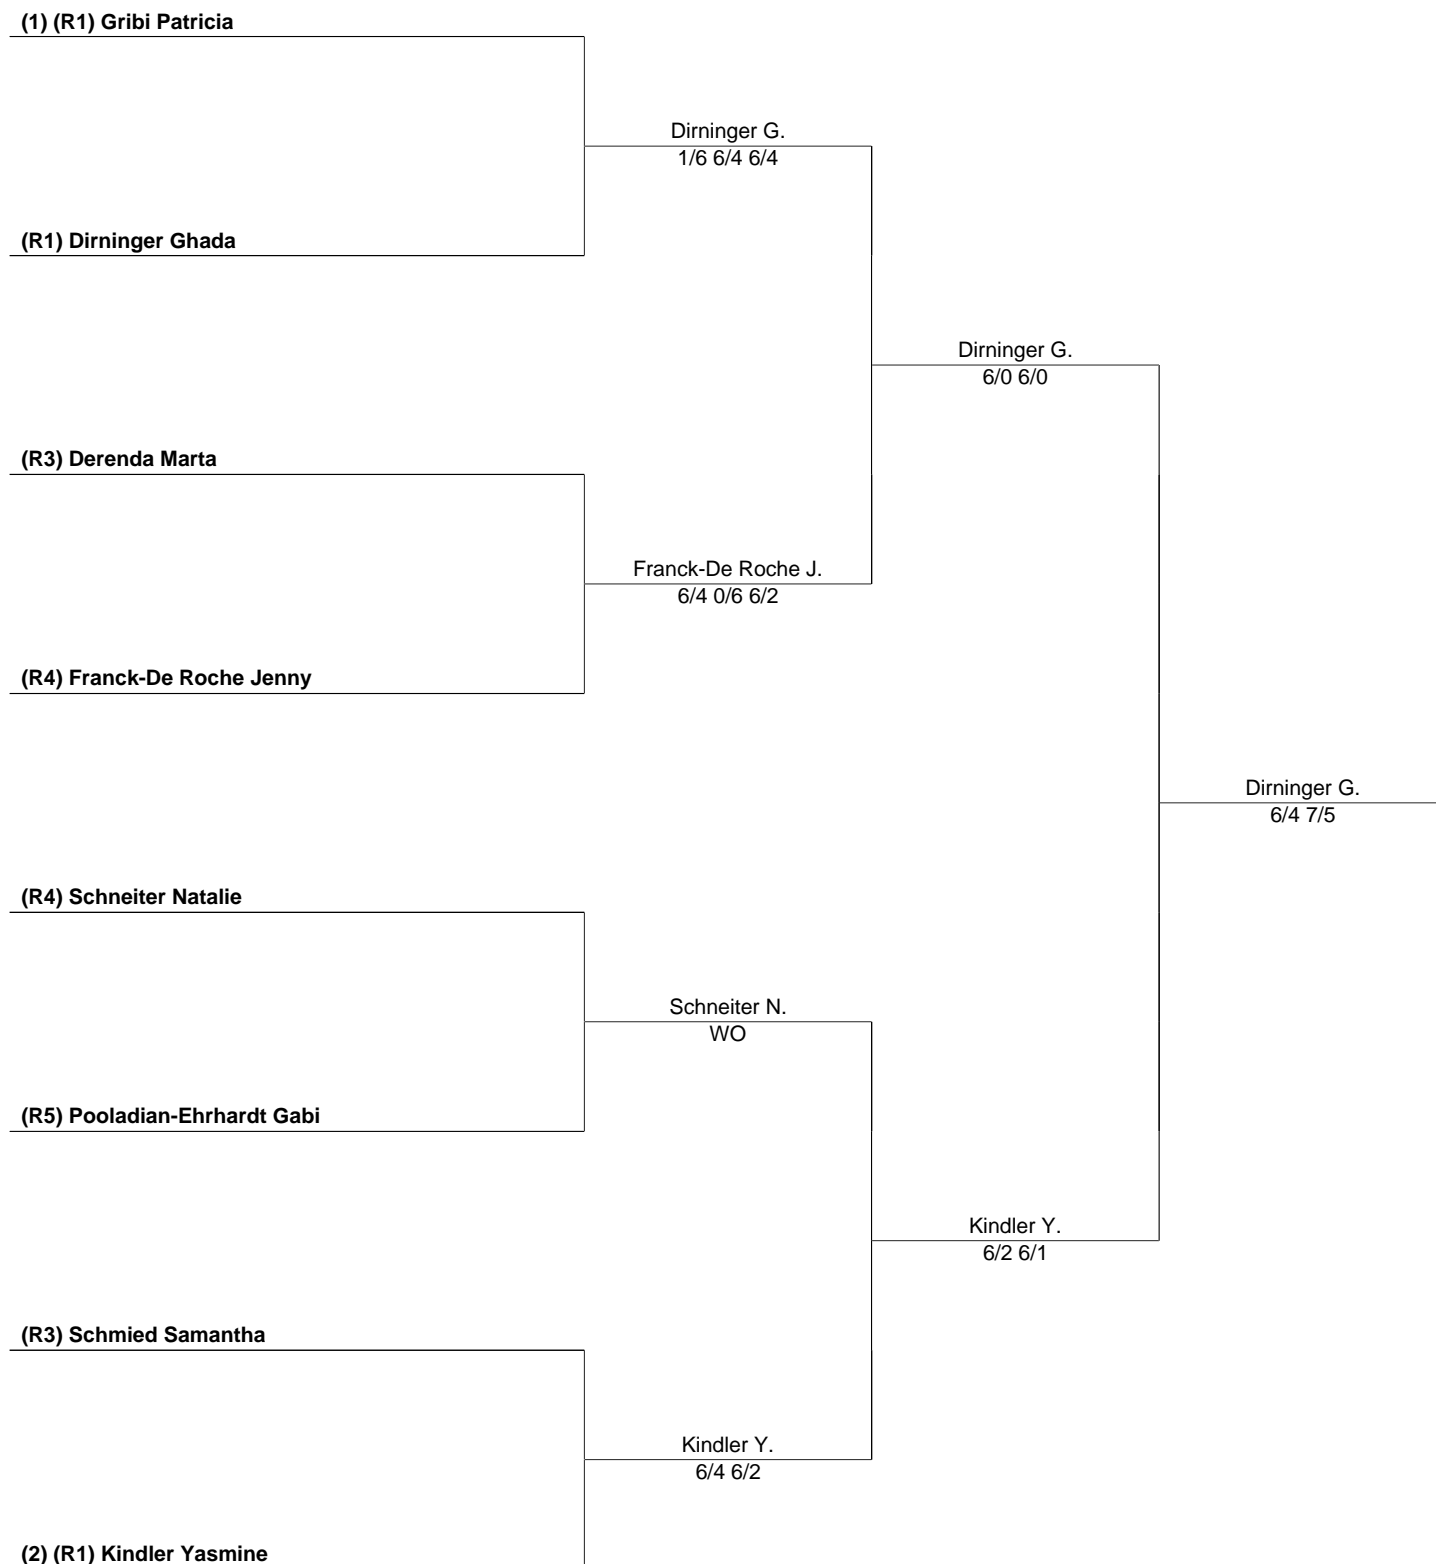 (1) (R1) Gribi Patricia
Dirninger G.
1/6 6/4 6/4
(R1) Dirninger Ghada
Dirninger G.
6/0 6/0
(R3) Derenda Marta
Franck-De Roche J.
6/4 0/6 6/2
(R4) Franck-De Roche Jenny
Dirninger G.
6/4 7/5
(R4) Schneiter Natalie
Schneiter N.
WO
(R5) Pooladian-Ehrhardt Gabi
Kindler Y.
6/2 6/1
(R3) Schmied Samantha
Kindler Y.
6/4 6/2
(2) (R1) Kindler Yasmine